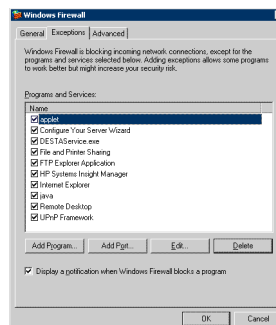 Windows Firewall
General Exceptions Advanced
Windows Firewall is blocking incoming network connections, except for the
programs and services selected below. Adding exceptions allows some programs
to work better but might increase your security risk.
Programs and Services:
Name
applet
Configure Your Server Wizard
DESTAService.exe
File and Printer Sharing
FTP Explorer Application
HP Systems Insight Manager
Internet Explorer
java
Remote Desktop
UPnP Framework
Add Program... Add Port... Edit... Delete
Display a notification when Windows Firewall blocks a program
OK Cancel